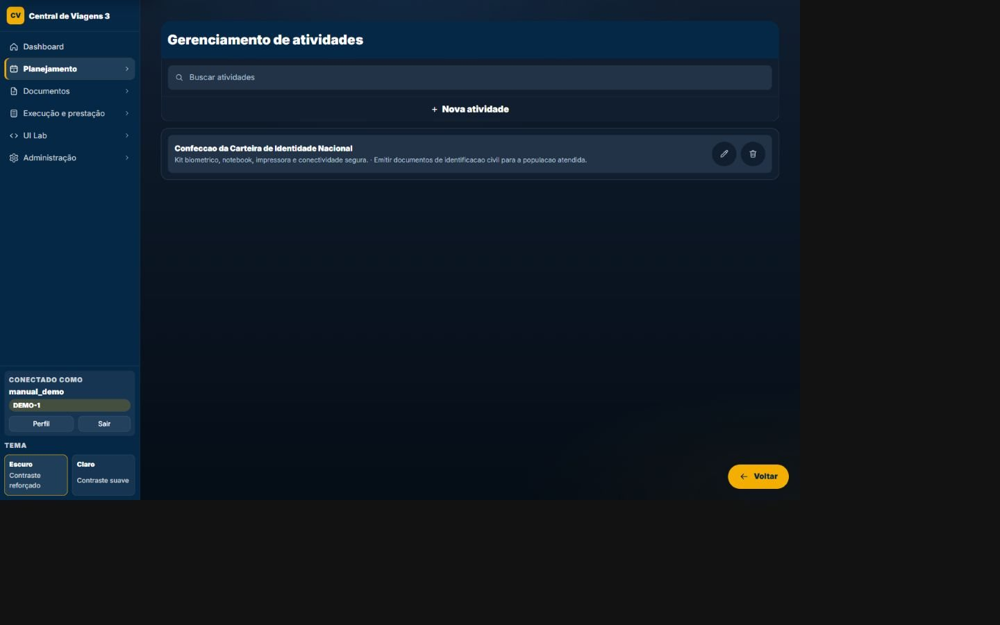 CV Central de Viagens 3
Dashboard
Planejamento
Documentos
Execução e prestação
UI Lab
Administração
CONECTADO COMO
manual_demo
DEMO-1
Perfil Sair
TEMA
Escuro
Contraste
reforçado
Claro
Contraste suave
Gerenciamento de atividades
Buscar atividades
+ Nova atividade
Confeccao da Carteira de Identidade Nacional
Kit biometrico, notebook, impressora e conectividade segura. · Emitir documentos de identificacao civil para a populacao atendida.
← Voltar